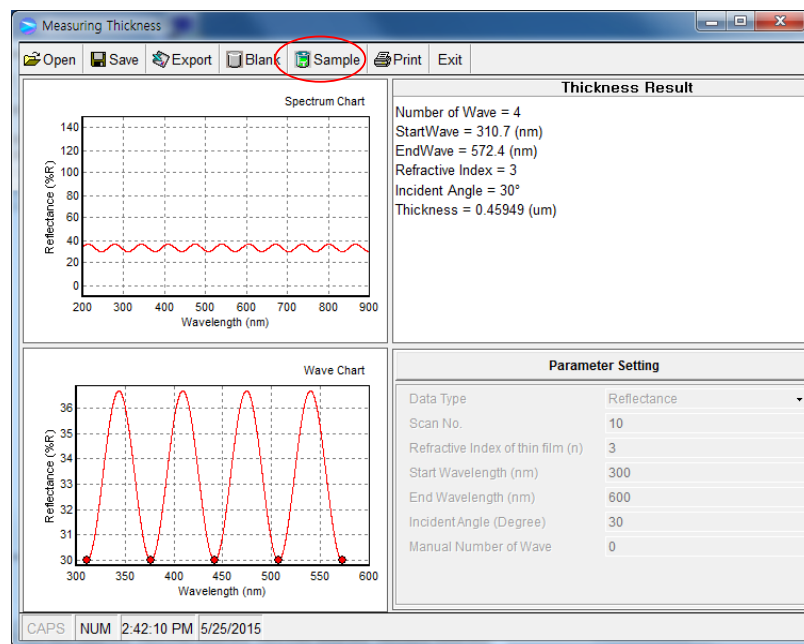 Measuring Thickness
Open Save Export Blank Sample Print Exit
Spectrum Chart
Reflectance (%R)
140
120
100
80
60
40
20
0
200 300 400 500 600 700 800 900
Wavelength (nm)
Thickness Result
Number of Wave = 4
StartWave = 310.7 (nm)
EndWave = 572.4 (nm)
Refractive Index = 3
Incident Angle = 30°
Thickness = 0.45949 (um)
Wave Chart
Reflectance (%R)
36
35
34
33
32
31
30
300 350 400 450 500 550 600
Wavelength (nm)
Parameter Setting
Data Type Reflectance
Scan No. 10
Refractive Index of thin film (n) 3
Start Wavelength (nm) 300
End Wavelength (nm) 600
Incident Angle (Degree) 30
Manual Number of Wave 0
CAPS NUM 2:42:10 PM 5/25/2015